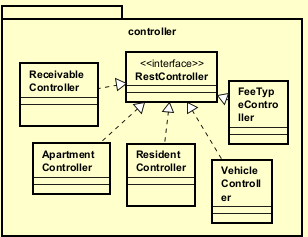 controller
<<interface>>
RestController
Receivable
Controller
FeeTyp
eContro
ller
Apartment
Controller
Resident
Controller
Vehicle
Controll
er